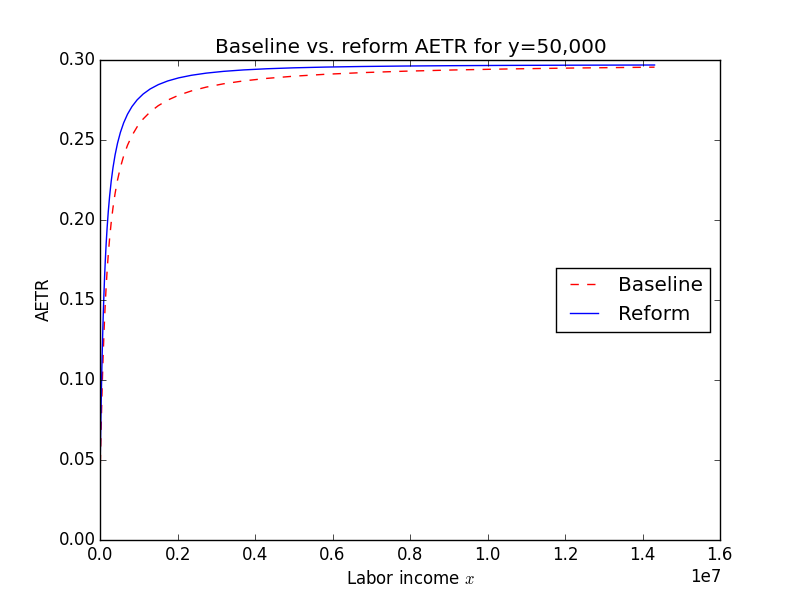 Baseline vs. reform AETR for y=50,000
0.30
0.25
0.20
0.15
0.10
0.05
0.00
AETR
Baseline
Reform
0.0 0.2 0.4 0.6 0.8 1.0 1.2 1.4 1.6
1e7
Labor income x